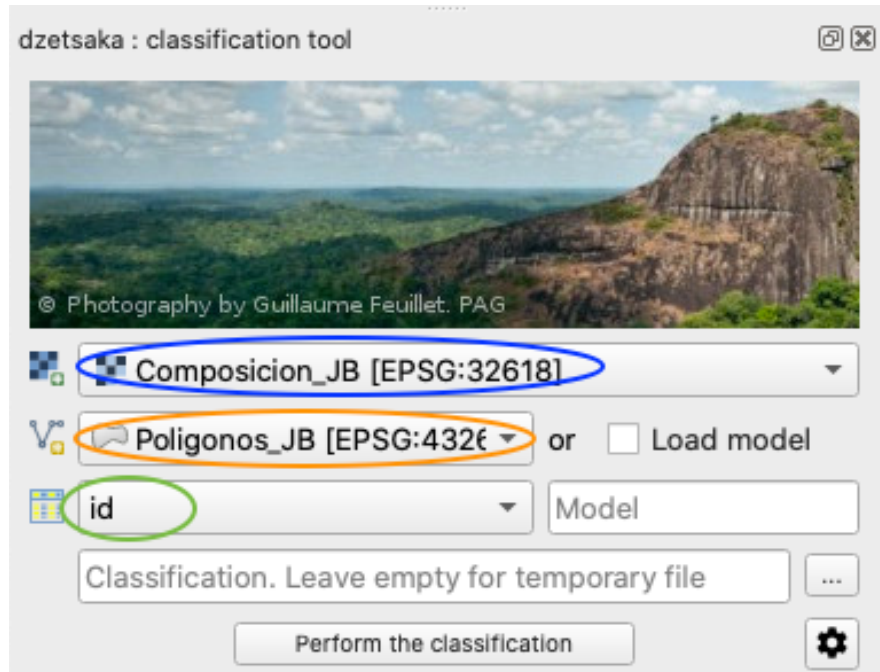 dzetsaka : classification tool
© Photography by Guillaume Feuillet. PAG
Composicion_JB [EPSG:32618]
Poligonos_JB [EPSG:4326 or Load model
id Model
Classification. Leave empty for temporary file ...
Perform the classification